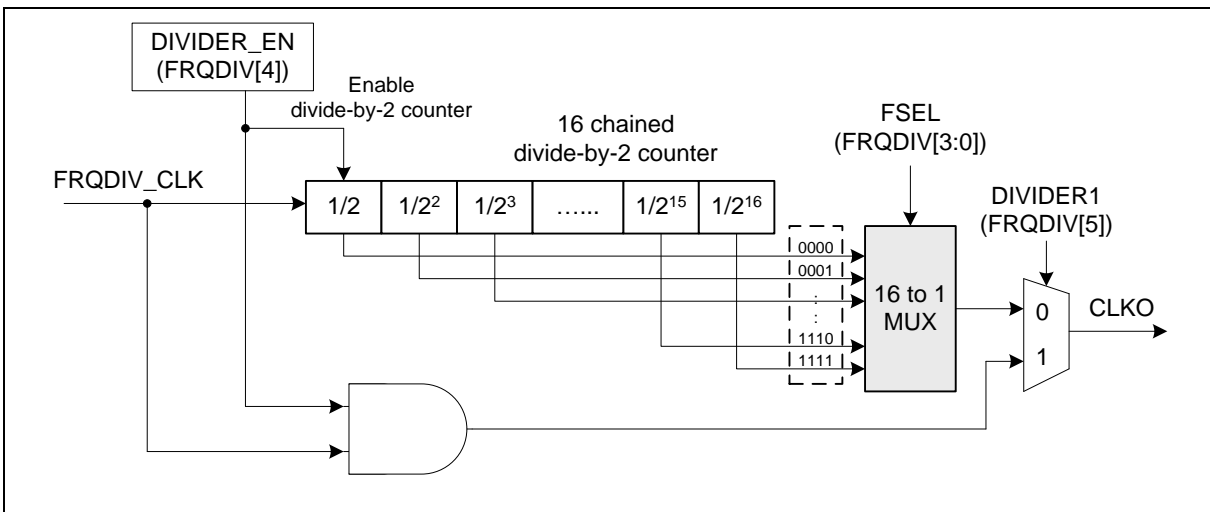 DIVIDER_EN
(FRQDIV[4])
Enable
divide-by-2 counter
16 chained
divide-by-2 counter
FSEL
(FRQDIV[3:0])
FRQDIV_CLK
DIVIDER1
(FRQDIV[5])
1/2
1/2²
1/2³
…...
1/2¹⁵
1/2¹⁶
0000
0001
:
:
1110
1111
16 to 1
MUX
0
1
CLKO